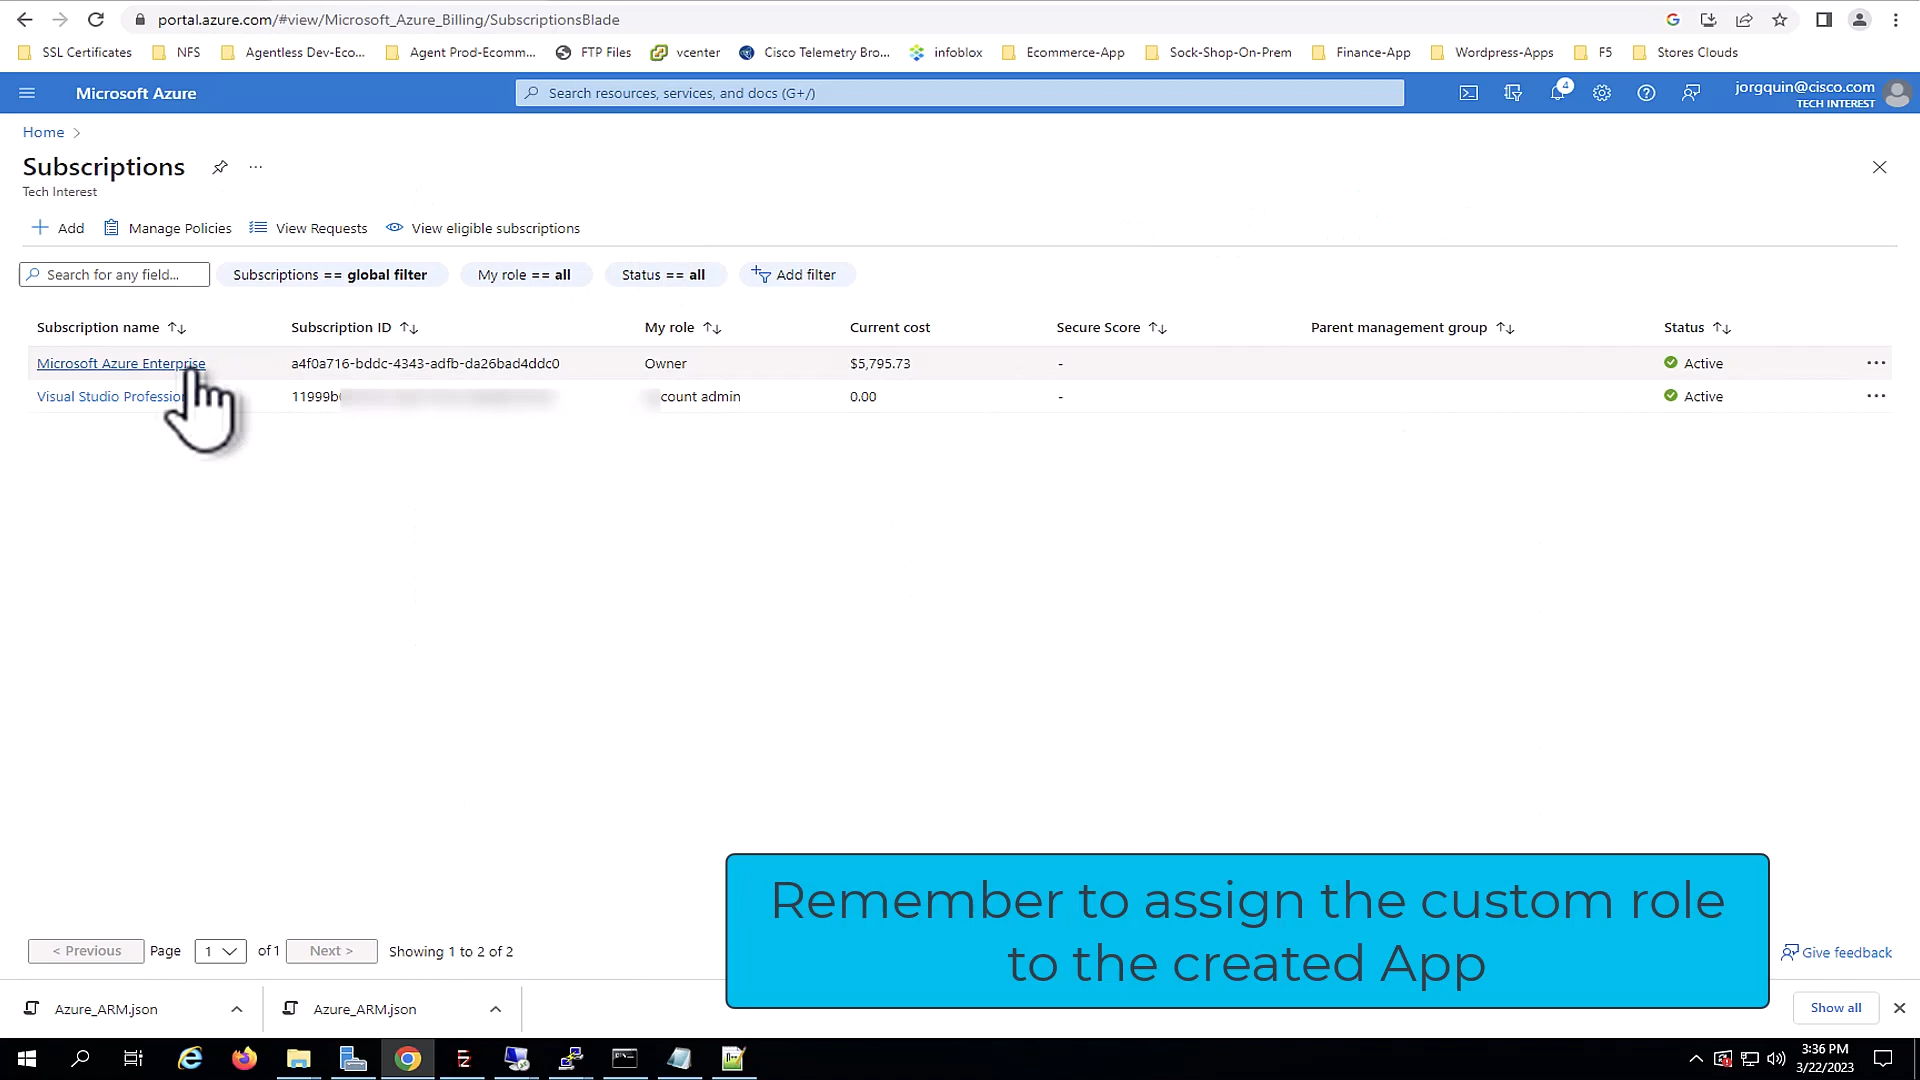 portal.azure.com/#view/Microsoft_Azure_Billing/SubscriptionsBlade
SSL Certificates NFS Agentless Dev-Eco... Agent Prod-Ecomm... FTP Files vcenter Cisco Telemetry Bro... infoblox Ecommerce-App Sock-Shop-On-Prem Finance-App Wordpress-Apps F5 Stores Clouds
Microsoft Azure Search resources, services, and docs (G+/) 4 jorgquin@cisco.com
TECH INTEREST
Home >
Subscriptions ...
Tech Interest
+ Add Manage Policies View Requests View eligible subscriptions
Search for any field... Subscriptions == global filter My role == all Status == all Add filter
Subscription name Subscription ID My role Current cost Secure Score Parent management group Status
Microsoft Azure Enterprise a4f0a716-bddc-4343-adfb-da26bad4ddc0 Owner $5,795.73 - Active ...
Visual Studio Profession 11999b count admin 0.00 - Active ...
Remember to assign the custom role
to the created App
< Previous Page 1 of 1 Next > Showing 1 to 2 of 2 Give feedback
Azure_ARM.json Azure_ARM.json Show all
3:36 PM
3/22/2023